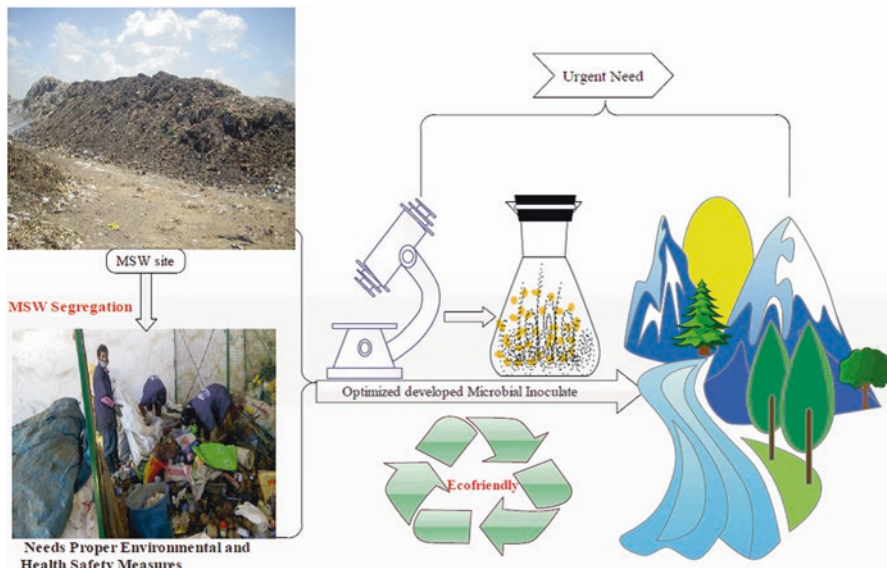 Urgent Need
MSW site
MSW Segregation
Optimized developed Microbial Inoculate
Ecofriendly
Needs Proper Environmental and
Health Safety Measures